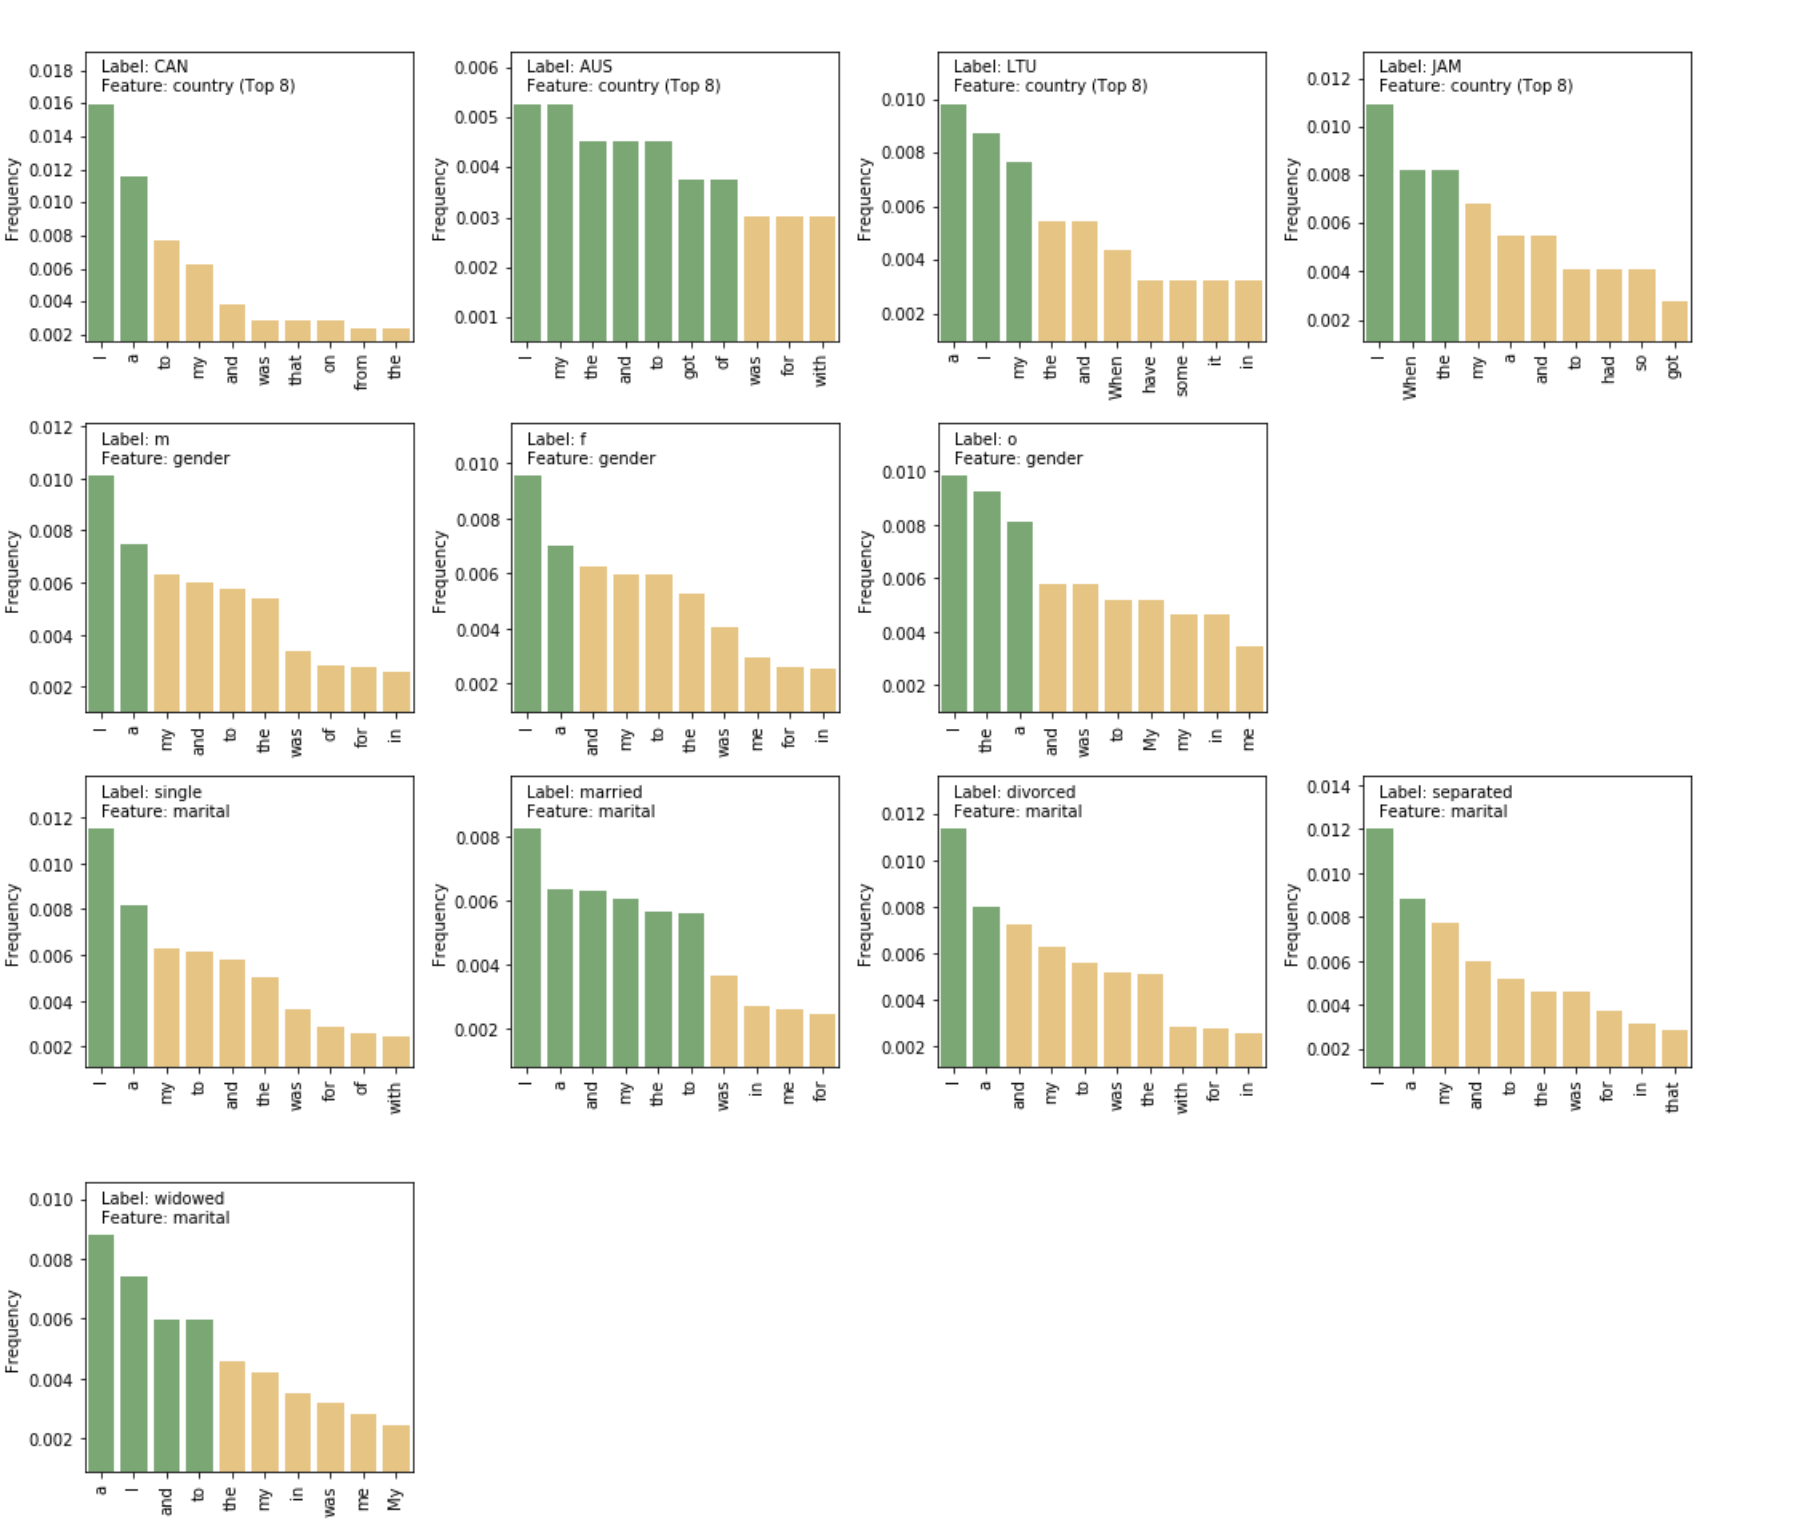 Label: CAN
Feature: country (Top 8)
Frequency
0.018
0.016
0.014
0.012
0.010
0.008
0.006
0.004
0.002
I a to my and was that on from the
Label: AUS
Feature: country (Top 8)
Frequency
0.006
0.005
0.004
0.003
0.002
0.001
I my the and to got of was for with
Label: LTU
Feature: country (Top 8)
Frequency
0.010
0.008
0.006
0.004
0.002
a I my the and When have some it in
Label: JAM
Feature: country (Top 8)
Frequency
0.012
0.010
0.008
0.006
0.004
0.002
I When the my a and to had so got
Label: m
Feature: gender
Frequency
0.012
0.010
0.008
0.006
0.004
0.002
I a my and to the was of for in
Label: f
Feature: gender
Frequency
0.010
0.008
0.006
0.004
0.002
I a and my to the was me for in
Label: o
Feature: gender
Frequency
0.010
0.008
0.006
0.004
0.002
I the a and was to My my in me
Label: single
Feature: marital
Frequency
0.012
0.010
0.008
0.006
0.004
0.002
I a my to and the was for of with
Label: married
Feature: marital
Frequency
0.008
0.006
0.004
0.002
I a and my the to was in me for
Label: divorced
Feature: marital
Frequency
0.012
0.010
0.008
0.006
0.004
0.002
I a and my to was the with for in
Label: separated
Feature: marital
Frequency
0.014
0.012
0.010
0.008
0.006
0.004
0.002
I a my and to the was for in that
Label: widowed
Feature: marital
Frequency
0.010
0.008
0.006
0.004
0.002
a I and to the my in was me My